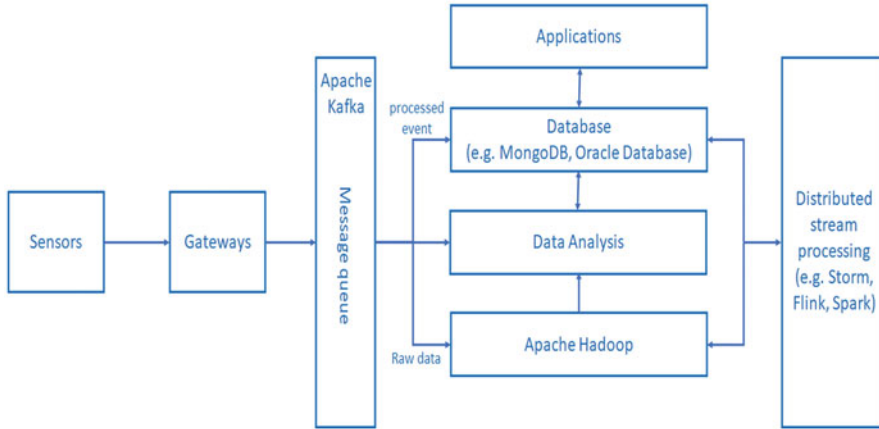 Sensors
Gateways
Apache
Kafka
Message queue
processed
event
Raw data
Applications
Database
(e.g. MongoDB, Oracle Database)
Data Analysis
Apache Hadoop
Distributed
stream
processing
(e.g. Storm,
Flink, Spark)